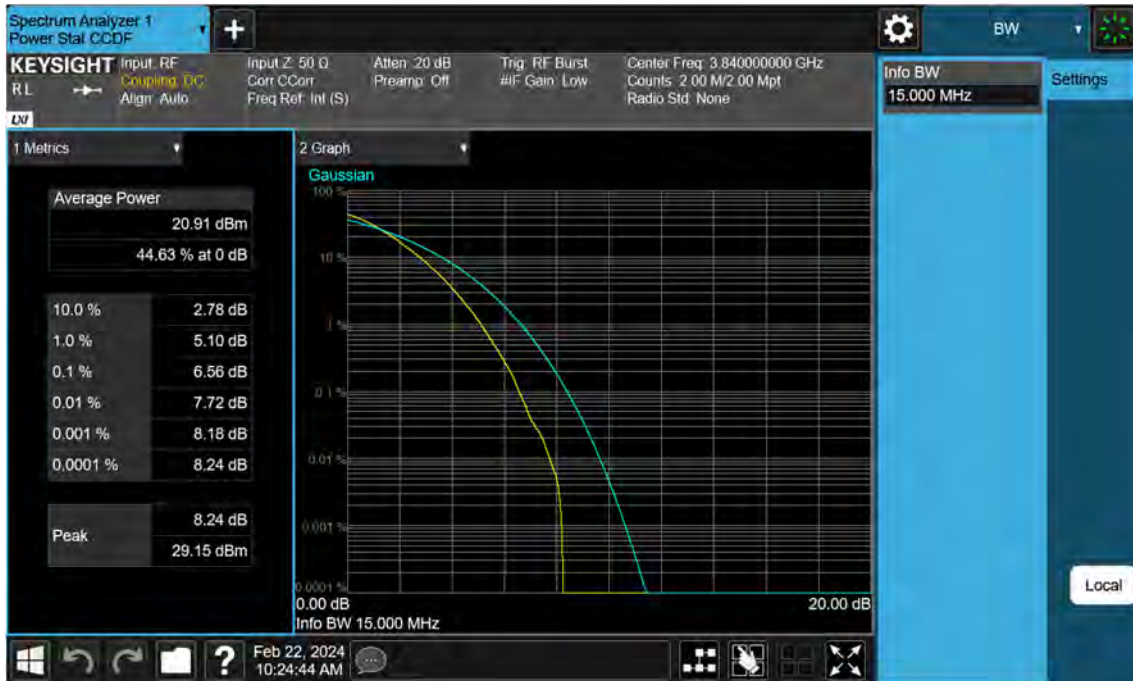 Spectrum Analyzer 1
Power Stat CCDF
BW
KEYSIGHT
RL
LXI
Input: RF
Coupling: DC
Align: Auto
Input Z: 50 Ω
Corr CCorr
Freq Ref: Int (S)
Atten: 20 dB
Preamp: Off
Trig: RF Burst
#IF Gain: Low
Center Freq: 3.840000000 GHz
Counts: 2.00 M/2.00 Mpt
Radio Std: None
Info BW
15.000 MHz
Settings
1 Metrics
Average Power
20.91 dBm
44.63 % at 0 dB
10.0 % 2.78 dB
1.0 % 5.10 dB
0.1 % 6.56 dB
0.01 % 7.72 dB
0.001 % 8.18 dB
0.0001 % 8.24 dB
Peak
8.24 dB
29.15 dBm
2 Graph
Gaussian
100 %
10 %
1 %
0.1 %
0.01 %
0.001 %
0.0001 %
0.00 dB 20.00 dB
Info BW 15.000 MHz
Local
?
Feb 22, 2024
10:24:44 AM